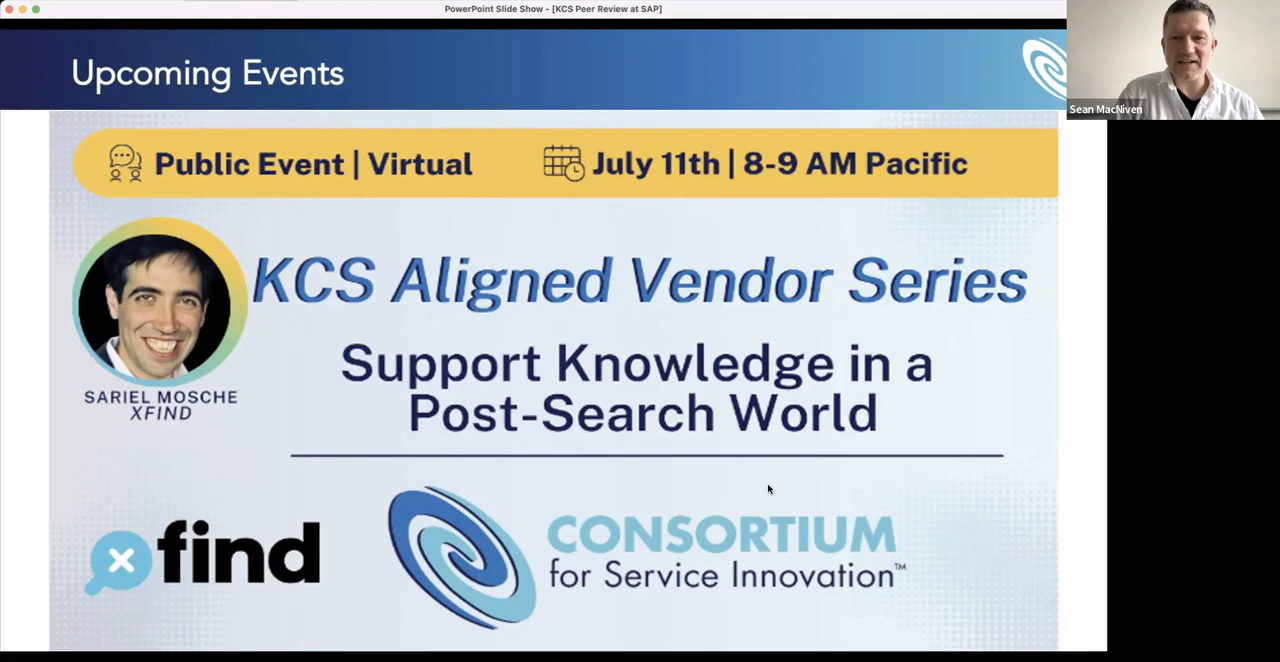 PowerPoint Slide Show - [KCS Peer Review at SAP]
Upcoming Events
Sean MacNiven
Public Event | Virtual
July 11th | 8-9 AM Pacific
KCS Aligned Vendor Series
SARIEL MOSCHE
XFIND
Support Knowledge in a
Post-Search World
xfind
CONSORTIUM
for Service Innovation™